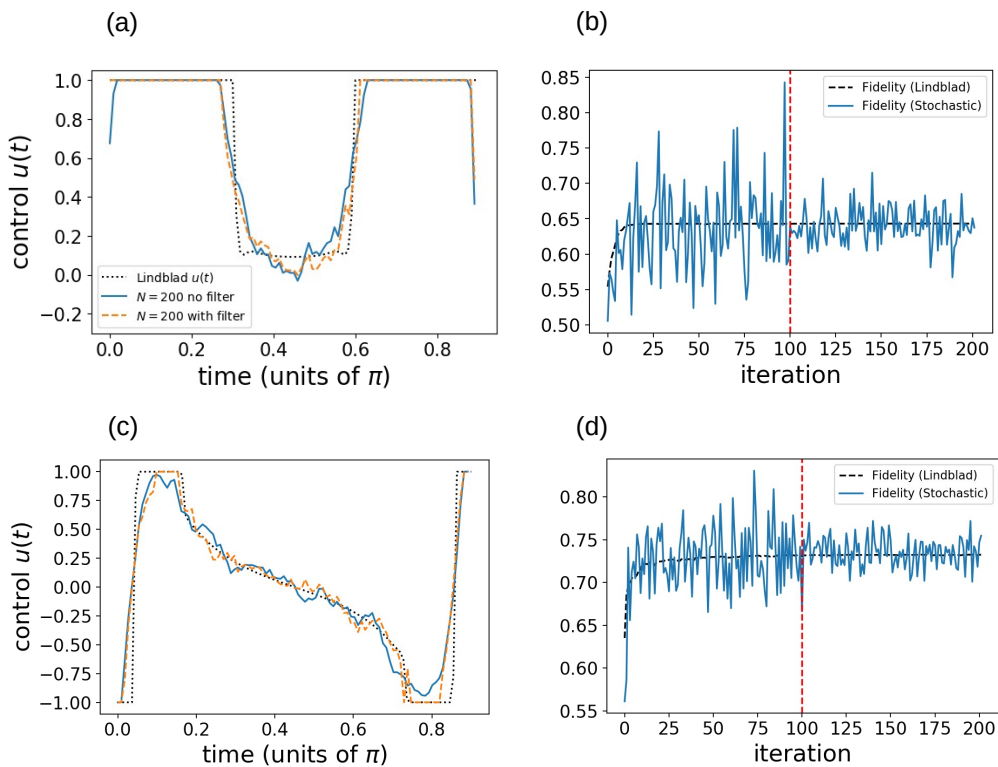 (a)
control u(t)
1.0
0.8
0.6
0.4
0.2
0.0
−0.2
Lindblad u(t)
N = 200 no filter
N = 200 with filter
0.0 0.2 0.4 0.6 0.8
time (units of π)
(b)
0.85
0.80
0.75
0.70
0.65
0.60
0.55
0.50
Fidelity (Lindblad)
Fidelity (Stochastic)
0 25 50 75 100 125 150 175 200
iteration
(c)
control u(t)
1.00
0.75
0.50
0.25
0.00
−0.25
−0.50
−0.75
−1.00
0.0 0.2 0.4 0.6 0.8
time (units of π)
(d)
0.80
0.75
0.70
0.65
0.60
0.55
Fidelity (Lindblad)
Fidelity (Stochastic)
0 25 50 75 100 125 150 175 200
iteration